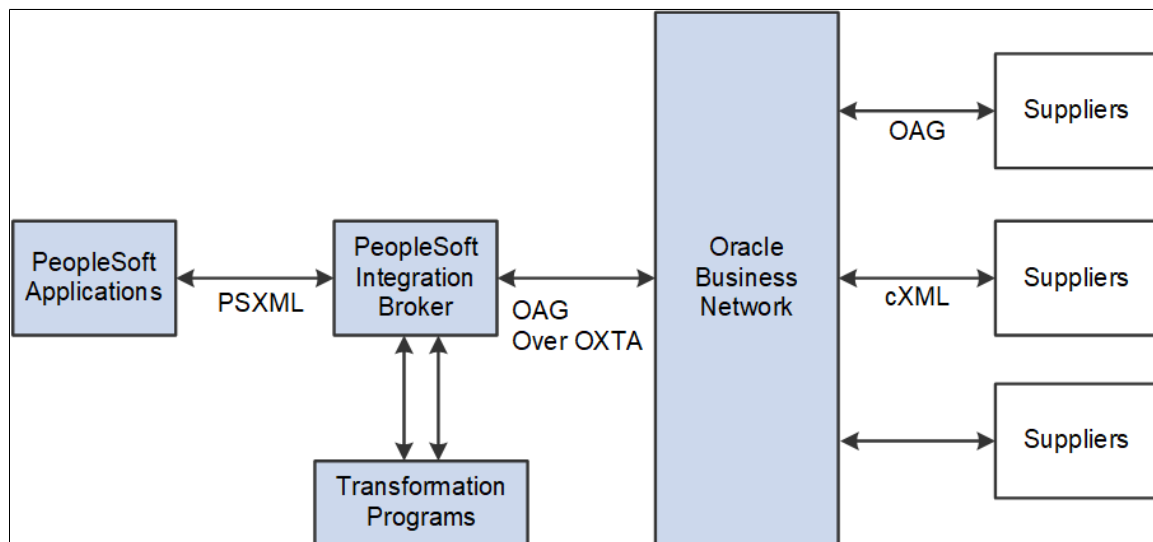 PeopleSoft
Applications
PSXML
PeopleSoft
Integration
Broker
OAG
Over OXTA
Transformation
Programs
Oracle
Business
Network
OAG
Suppliers
cXML
Suppliers
Suppliers